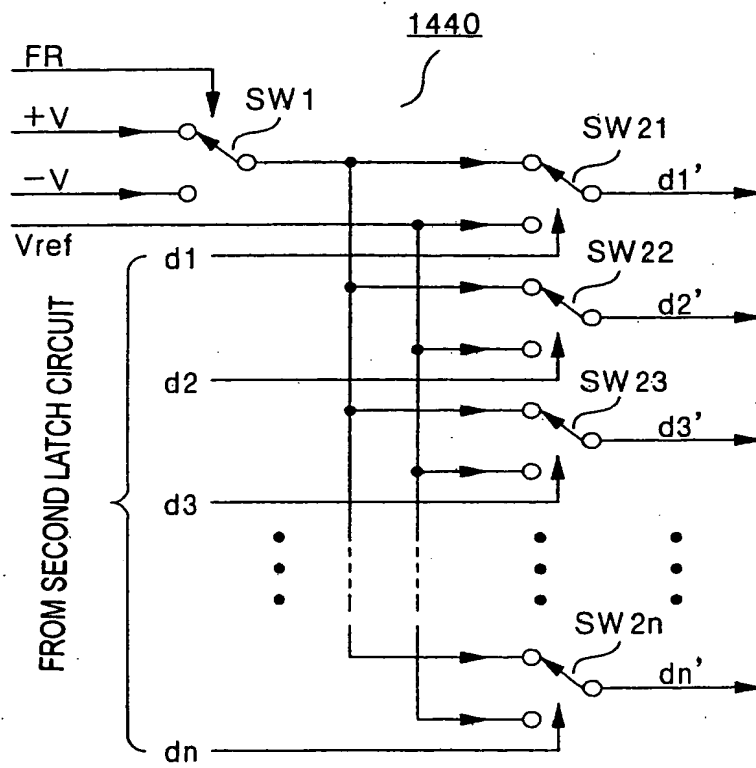 1440
FR
+V
SW1
-V
SW21
d1'
Vref
d1
SW22
d2'
d2
SW23
d3'
d3
FROM SECOND LATCH CIRCUIT
SW2n
dn'
dn